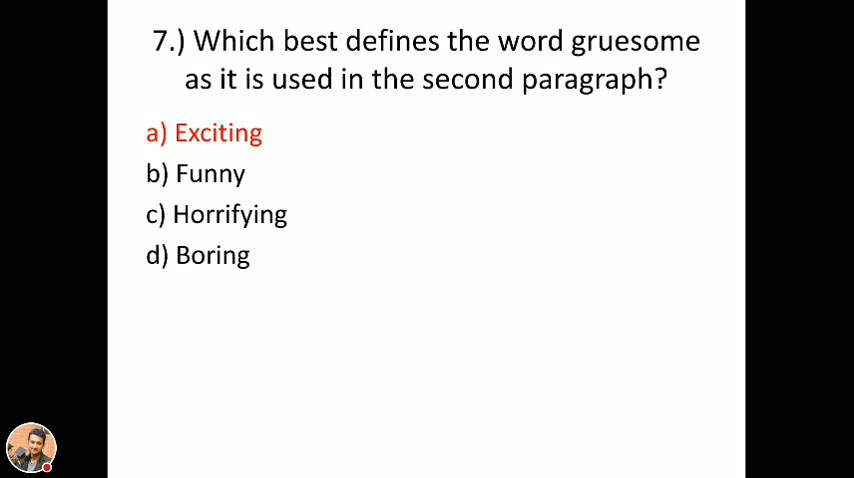 7.) Which best defines the word gruesome
as it is used in the second paragraph?
a) Exciting
b) Funny
c) Horrifying
d) Boring